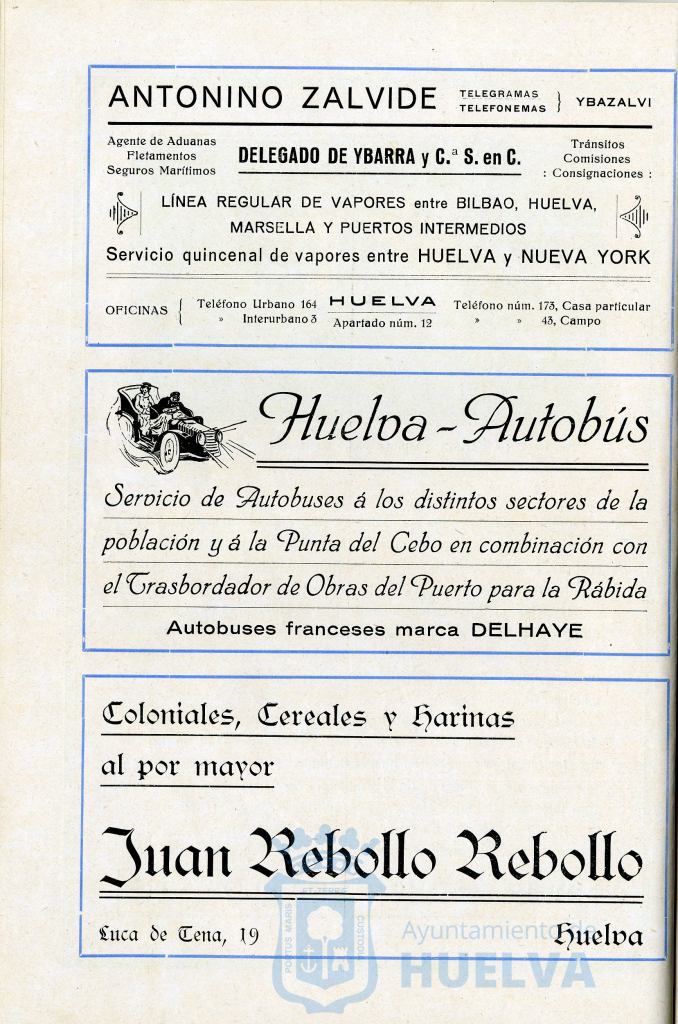 ANTONINO ZALVIDE TELEGRAMAS TELEFONEMAS } YBAZALVI
Agente de Aduanas
Fletamentos
Seguros Marítimos
DELEGADO DE YBARRA y C.ª S. en C.
Tránsitos
Comisiones
: Consignaciones :
LÍNEA REGULAR DE VAPORES entre BILBAO, HUELVA,
MARSELLA Y PUERTOS INTERMEDIOS
Servicio quincenal de vapores entre HUELVA y NUEVA YORK
OFICINAS {
Teléfono Urbano 164
» Interurbano 3
HUELVA
Apartado núm. 12
Teléfono núm. 173, Casa particular
» » 43, Campo
Huelva - Autobús
Servicio de Autobuses á los distintos sectores de la
población y á la Punta del Cebo en combinación con
el Trasbordador de Obras del Puerto para la Rábida
Autobuses franceses marca DELHAYE
Coloniales, Cereales y Harinas
al por mayor
Juan Rebollo Rebollo
Luca de Tena, 19 Huelva
PORTUS MARIS ET TERRE CUSTODIA
Ayuntamiento de
HUELVA